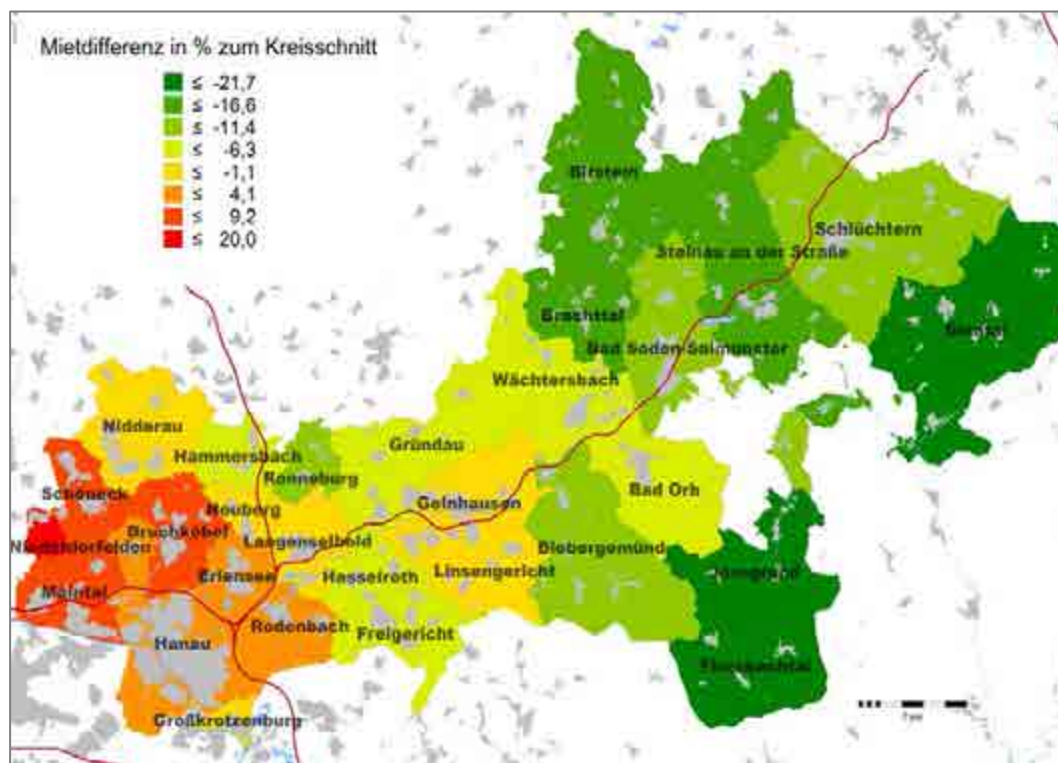 Mietdifferenz in % zum Kreisschnitt
≤ -21,7
≤ -16,6
≤ -11,4
≤ -6,3
≤ -1,1
≤ 4,1
≤ 9,2
≤ 20,0
Birstein
Schlüchtern
Steinau an der Straße
Sinntal
Brachttal
Bad Soden-Salmünster
Wächtersbach
Nidderau
Gründau
Hammersbach
Ronneburg
Bad Orb
Schöneck
Gelnhausen
Neuberg
Bruchköbel
Langenselbold
Niederdorfelden
Biebergemünd
Linsengericht
Jossgrund
Erlensee
Hasselroth
Maintal
Rodenbach
Freigericht
Hanau
Flörsbachtal
Großkrotzenburg